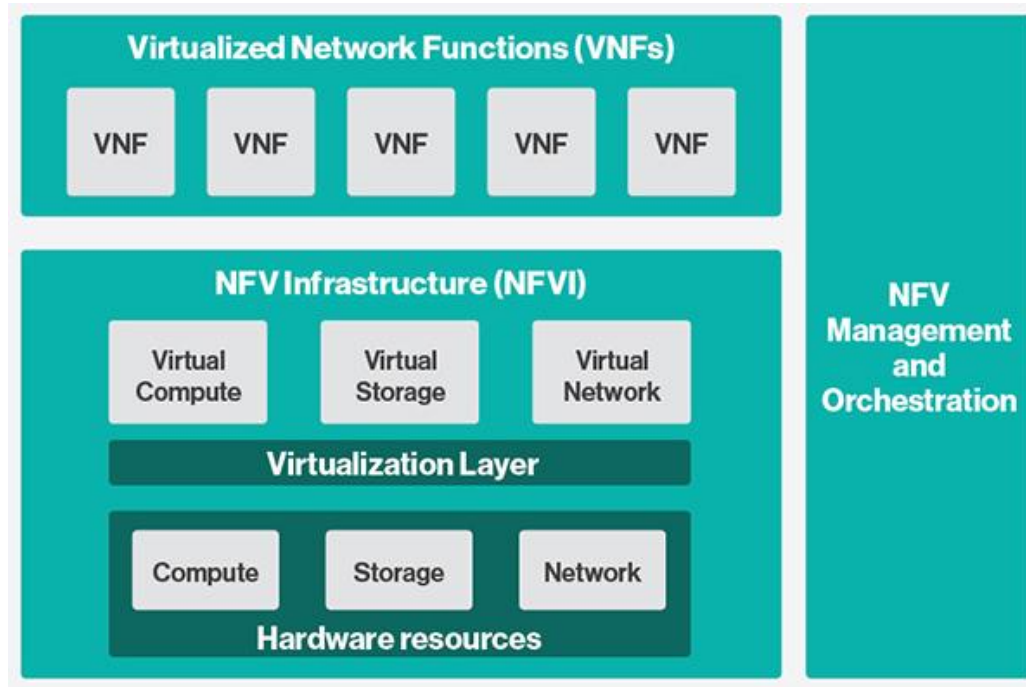 Virtualized Network Functions (VNFs)
VNF VNF VNF VNF VNF
NFV Infrastructure (NFVI)
Virtual Compute
Virtual Storage
Virtual Network
Virtualization Layer
Compute Storage Network
Hardware resources
NFV
Management
and
Orchestration